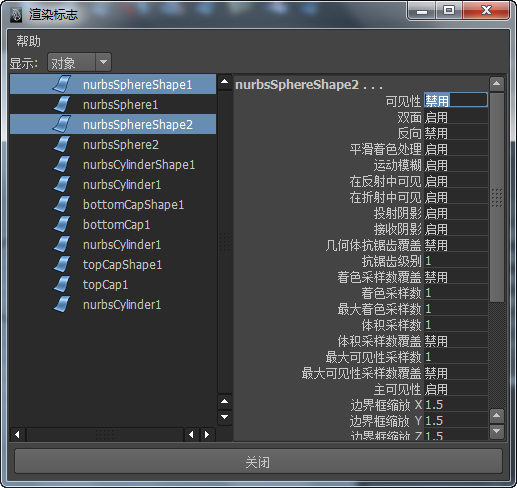 渲染标志
帮助
显示: 对象
nurbsSphereShape1
nurbsSphere1
nurbsSphereShape2
nurbsSphere2
nurbsCylinderShape1
nurbsCylinder1
bottomCapShape1
bottomCap1
nurbsCylinder1
topCapShape1
topCap1
nurbsCylinder1
nurbsSphereShape2 . . .
可见性 禁用
双面 启用
反向 禁用
平滑着色处理 启用
运动模糊 启用
在反射中可见 启用
在折射中可见 启用
投射阴影 启用
接收阴影 启用
几何体抗锯齿覆盖 禁用
抗锯齿级别 1
着色采样数覆盖 禁用
着色采样数 1
最大着色采样数 1
体积采样数 1
体积采样数覆盖 禁用
最大可见性采样数 1
最大可见性采样数覆盖 禁用
主可见性 启用
边界框缩放 X 1.5
边界框缩放 Y 1.5
边界框缩放 Z 1.5
关闭